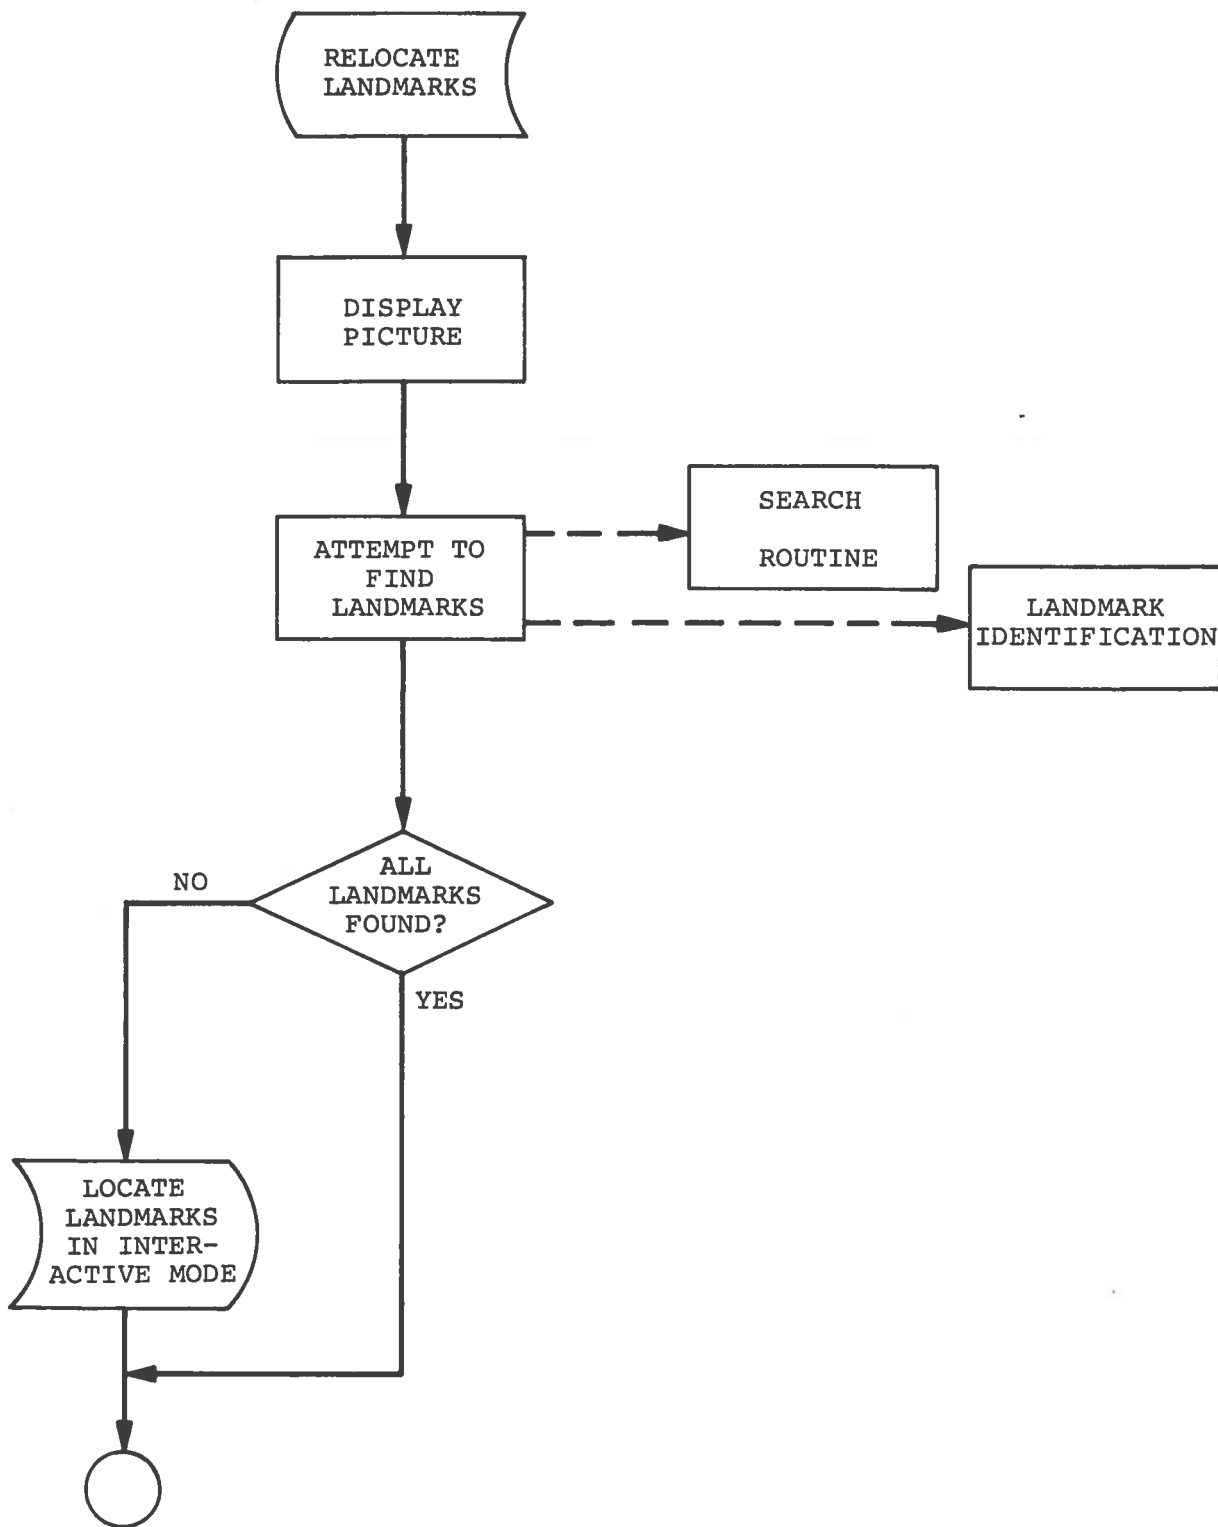 RELOCATE
LANDMARKS
DISPLAY
PICTURE
ATTEMPT TO
FIND
LANDMARKS
SEARCH
ROUTINE
LANDMARK
IDENTIFICATION
ALL
LANDMARKS
FOUND?
NO
YES
LOCATE
LANDMARKS
IN INTER-
ACTIVE MODE